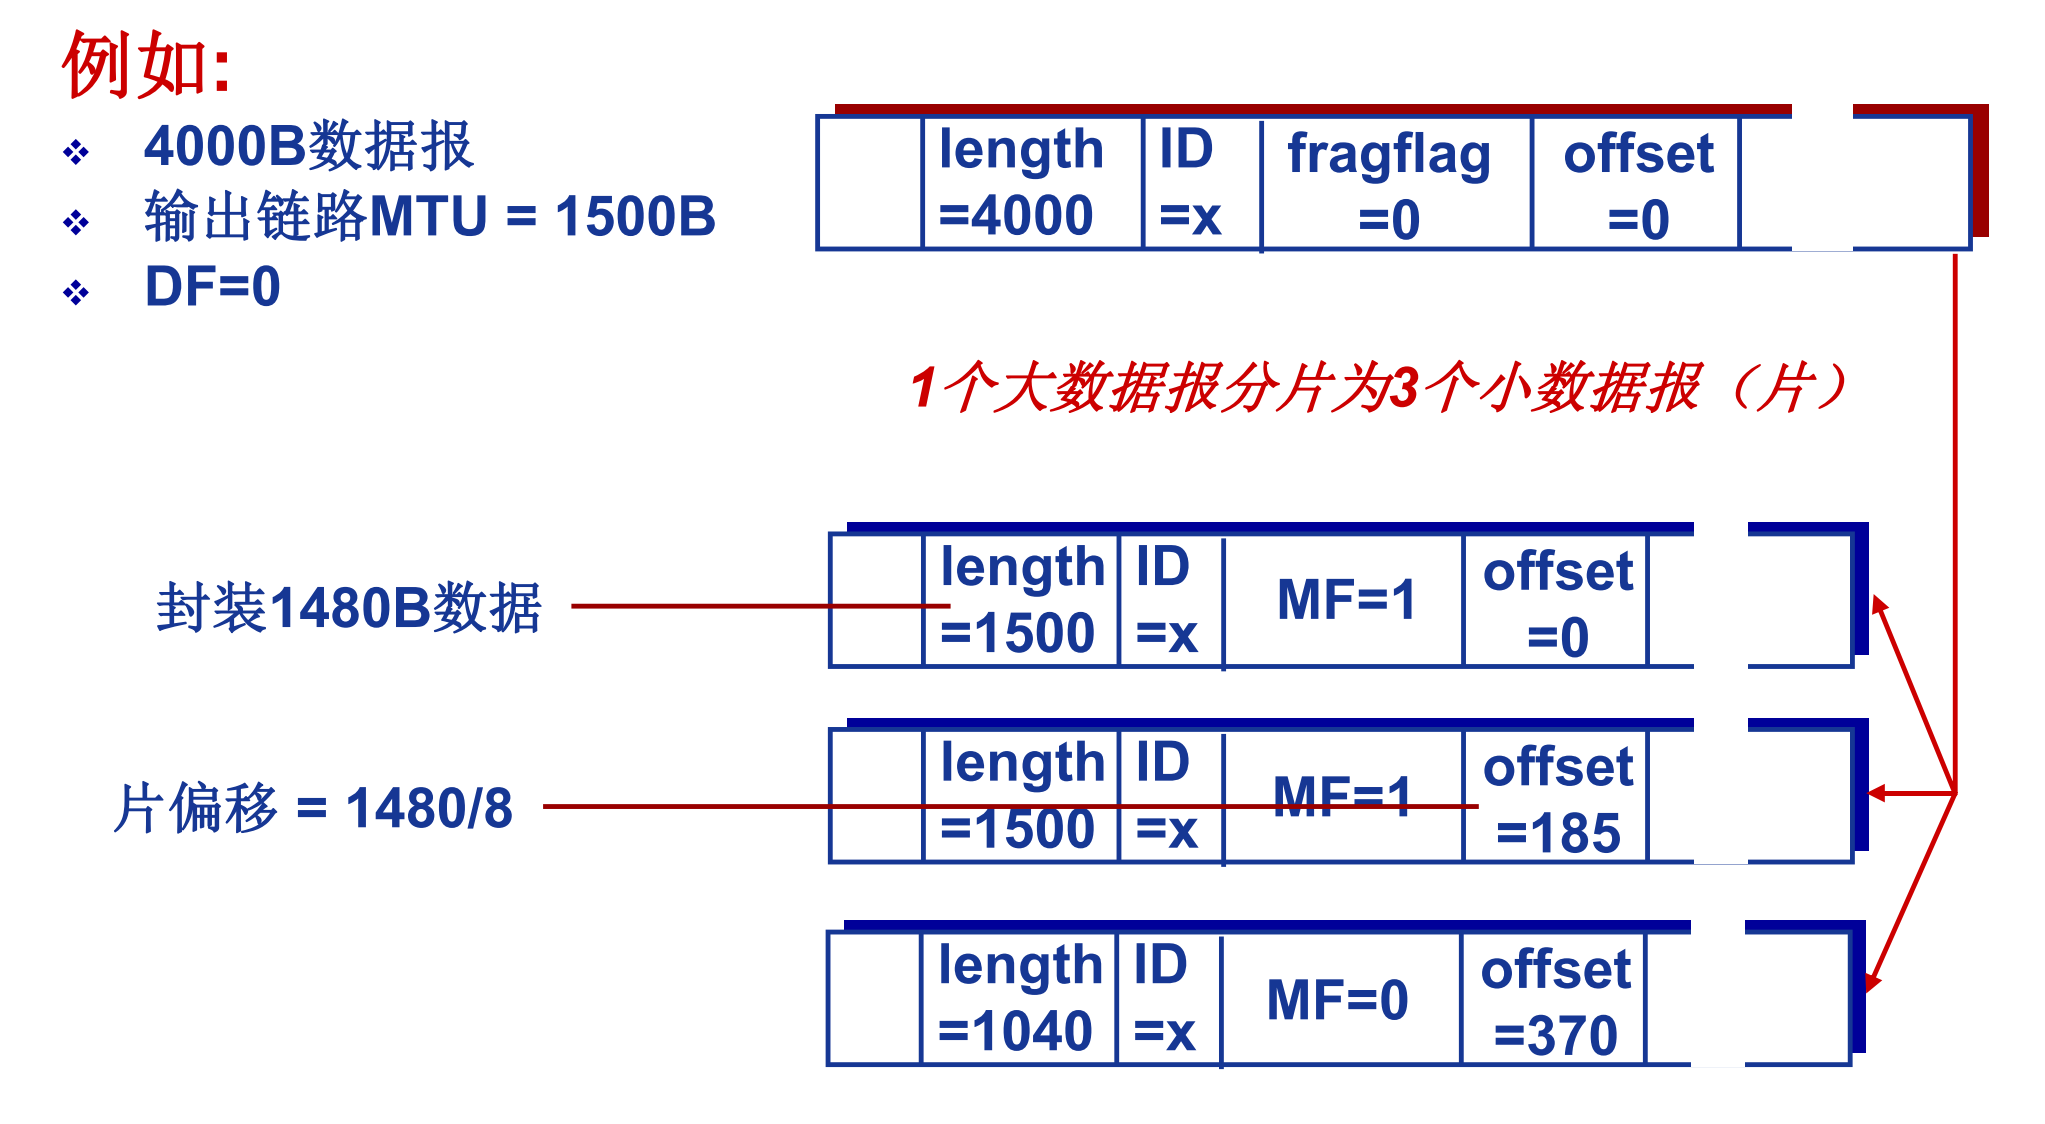 例如:
❖ 4000B数据报
❖ 输出链路MTU = 1500B
❖ DF=0
length ID fragflag offset
=4000 =x =0 =0
1个大数据报分片为3个小数据报（片）
封装1480B数据
length ID MF=1 offset
=1500 =x =0
片偏移 = 1480/8
length ID MF=1 offset
=1500 =x =185
length ID MF=0 offset
=1040 =x =370